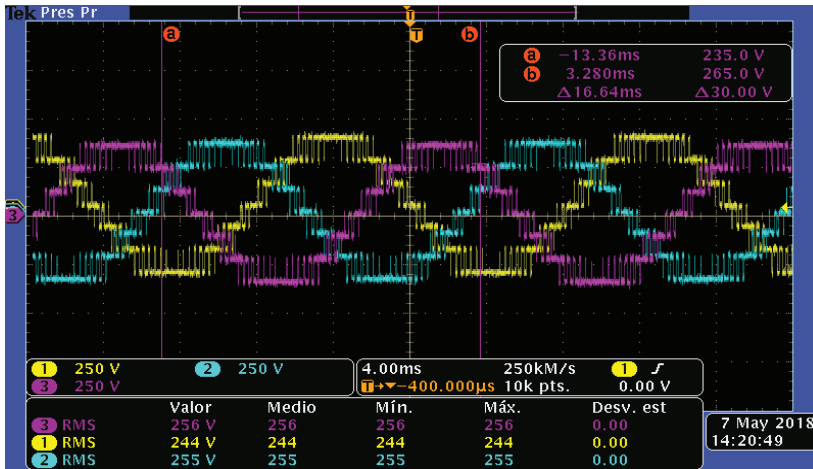 Tek Pres Pr
T
a
T
b
a -13.36ms 235.0 V
b 3.280ms 265.0 V
Δ16.64ms Δ30.00 V
3
1 250 V 2 250 V
3 250 V
4.00ms 250kM/s 1
T→▼-400.000µs 10k pts. 0.00 V
Valor Medio Mín. Máx. Desv. est
3 RMS 256 V 256 256 256 0.00
1 RMS 244 V 244 244 244 0.00
2 RMS 255 V 255 255 255 0.00
7 May 2018
14:20:49